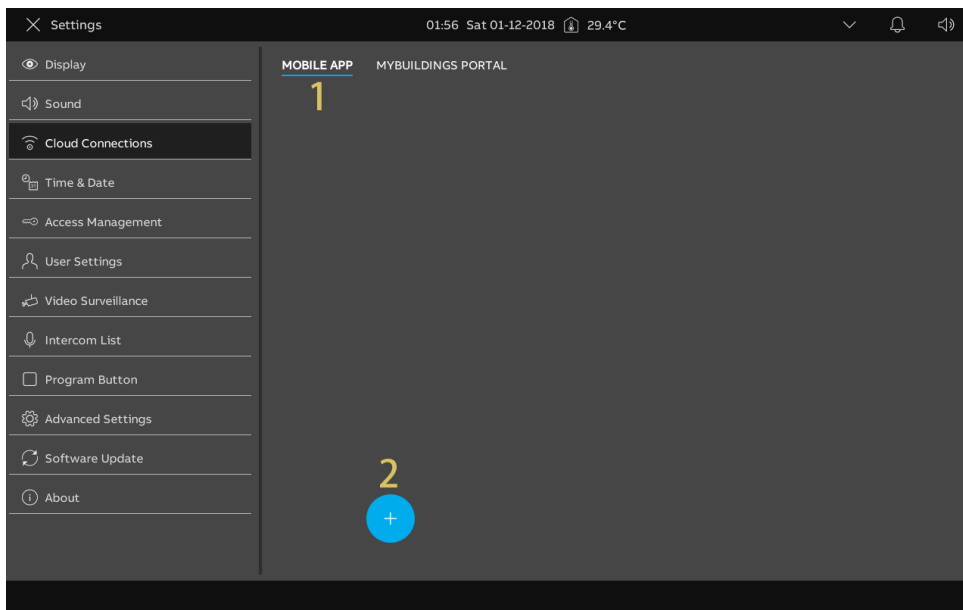 Settings
01:56 Sat 01-12-2018 29.4°C
Display
Sound
Cloud Connections
Time & Date
Access Management
User Settings
Video Surveillance
Intercom List
Program Button
Advanced Settings
Software Update
About
MOBILE APP MYBUILDINGS PORTAL
1
2
+